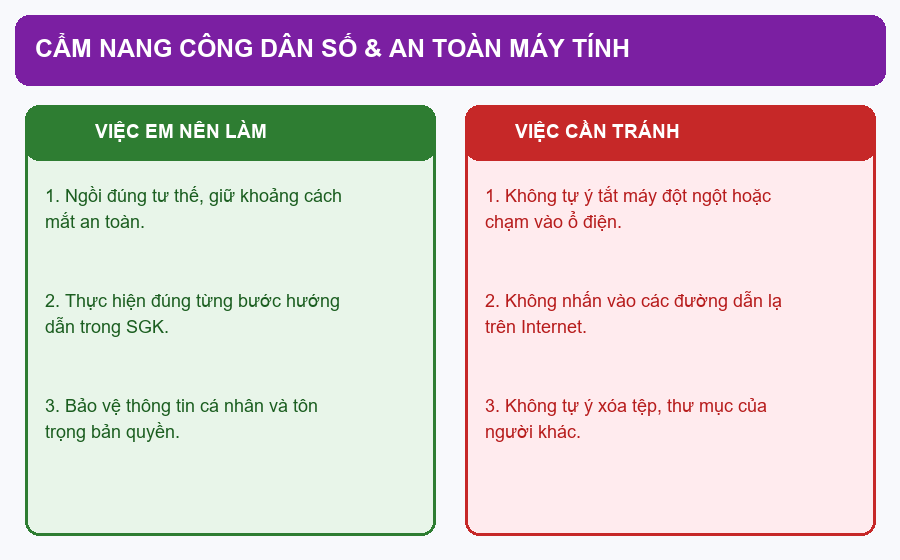 CẨM NANG CÔNG DÂN SỐ & AN TOÀN MÁY TÍNH
VIỆC EM NÊN LÀM
1. Ngồi đúng tư thế, giữ khoảng cách
mắt an toàn.
2. Thực hiện đúng từng bước hướng
dẫn trong SGK.
3. Bảo vệ thông tin cá nhân và tôn
trọng bản quyền.
VIỆC CẦN TRÁNH
1. Không tự ý tắt máy đột ngột hoặc
chạm vào ổ điện.
2. Không nhấn vào các đường dẫn lạ
trên Internet.
3. Không tự ý xóa tệp, thư mục của
người khác.